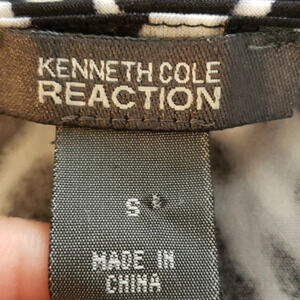 KENNETH COLE
REACTION
S
MADE IN
CHINA